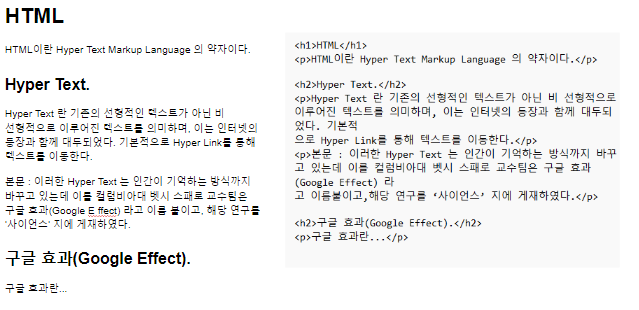 HTML
HTML이란 Hyper Text Markup Language 의 약자이다.
Hyper Text.
Hyper Text 란 기존의 선형적인 텍스트가 아닌 비
선형적으로 이루어진 텍스트를 의미하며, 이는 인터넷의
등장과 함께 대두되었다. 기본적으로 Hyper Link를 통해
텍스트를 이동한다.
본문 : 이러한 Hyper Text 는 인간이 기억하는 방식까지
바꾸고 있는데 이를 컬럼비아대 벳시 스패로 교수팀은
구글 효과(Google E ffect) 라고 이름 붙이고, 해당 연구를
'사이언스' 지에 게재하였다.
구글 효과(Google Effect).
구글 효과란...
<h1>HTML</h1>
<p>HTML이란 Hyper Text Markup Language 의 약자이다.</p>
<h2>Hyper Text.</h2>
<p>Hyper Text 란 기존의 선형적인 텍스트가 아닌 비 선형적으로
이루어진 텍스트를 의미하며, 이는 인터넷의 등장과 함께 대두되
었다. 기본적
으로 Hyper Link를 통해 텍스트를 이동한다.</p>
<p>본문 : 이러한 Hyper Text 는 인간이 기억하는 방식까지 바꾸
고 있는데 이를 컬럼비아대 벳시 스패로 교수팀은 구글 효과
(Google Effect) 라
고 이름붙이고,해당 연구를 ‘사이언스’ 지에 게재하였다.</p>
<h2>구글 효과(Google Effect).</h2>
<p>구글 효과란...</p>